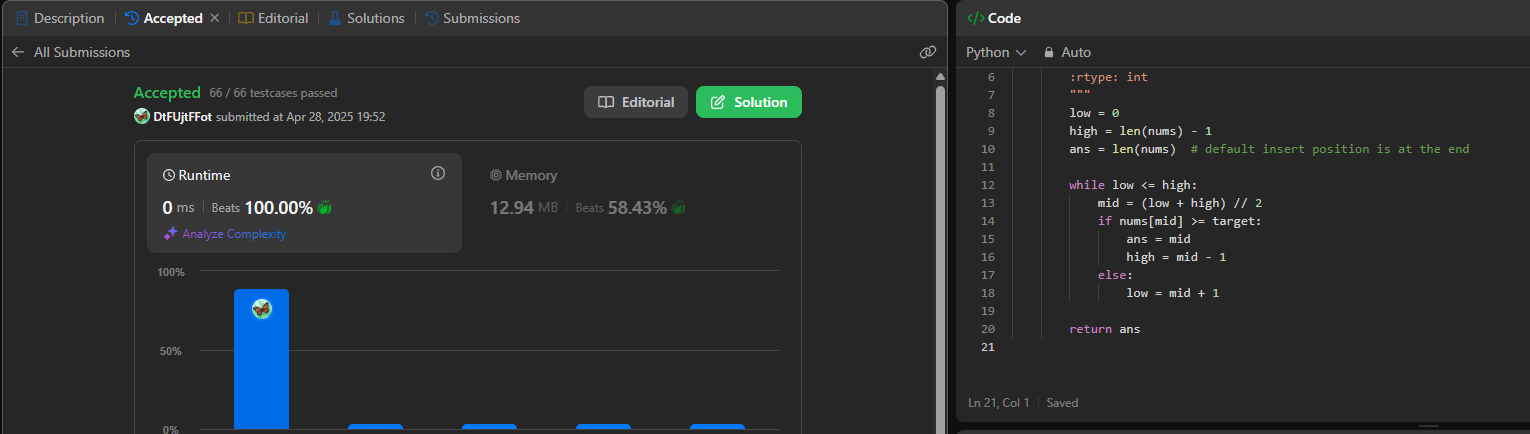 Description | Accepted × | Editorial | Solutions | Submissions
← All Submissions
Accepted 66 / 66 testcases passed
DtFUjtFFot submitted at Apr 28, 2025 19:52
Editorial
Solution
Runtime
0 ms | Beats 100.00%
Analyze Complexity
Memory
12.94 MB | Beats 58.43%
100%
50%
0%
</> Code
Python Auto
6 :rtype: int
7 """
8 low = 0
9 high = len(nums) - 1
10 ans = len(nums)  # default insert position is at the end
11
12 while low <= high:
13     mid = (low + high) // 2
14     if nums[mid] >= target:
15         ans = mid
16         high = mid - 1
17     else:
18         low = mid + 1
19
20 return ans
21
Ln 21, Col 1 | Saved